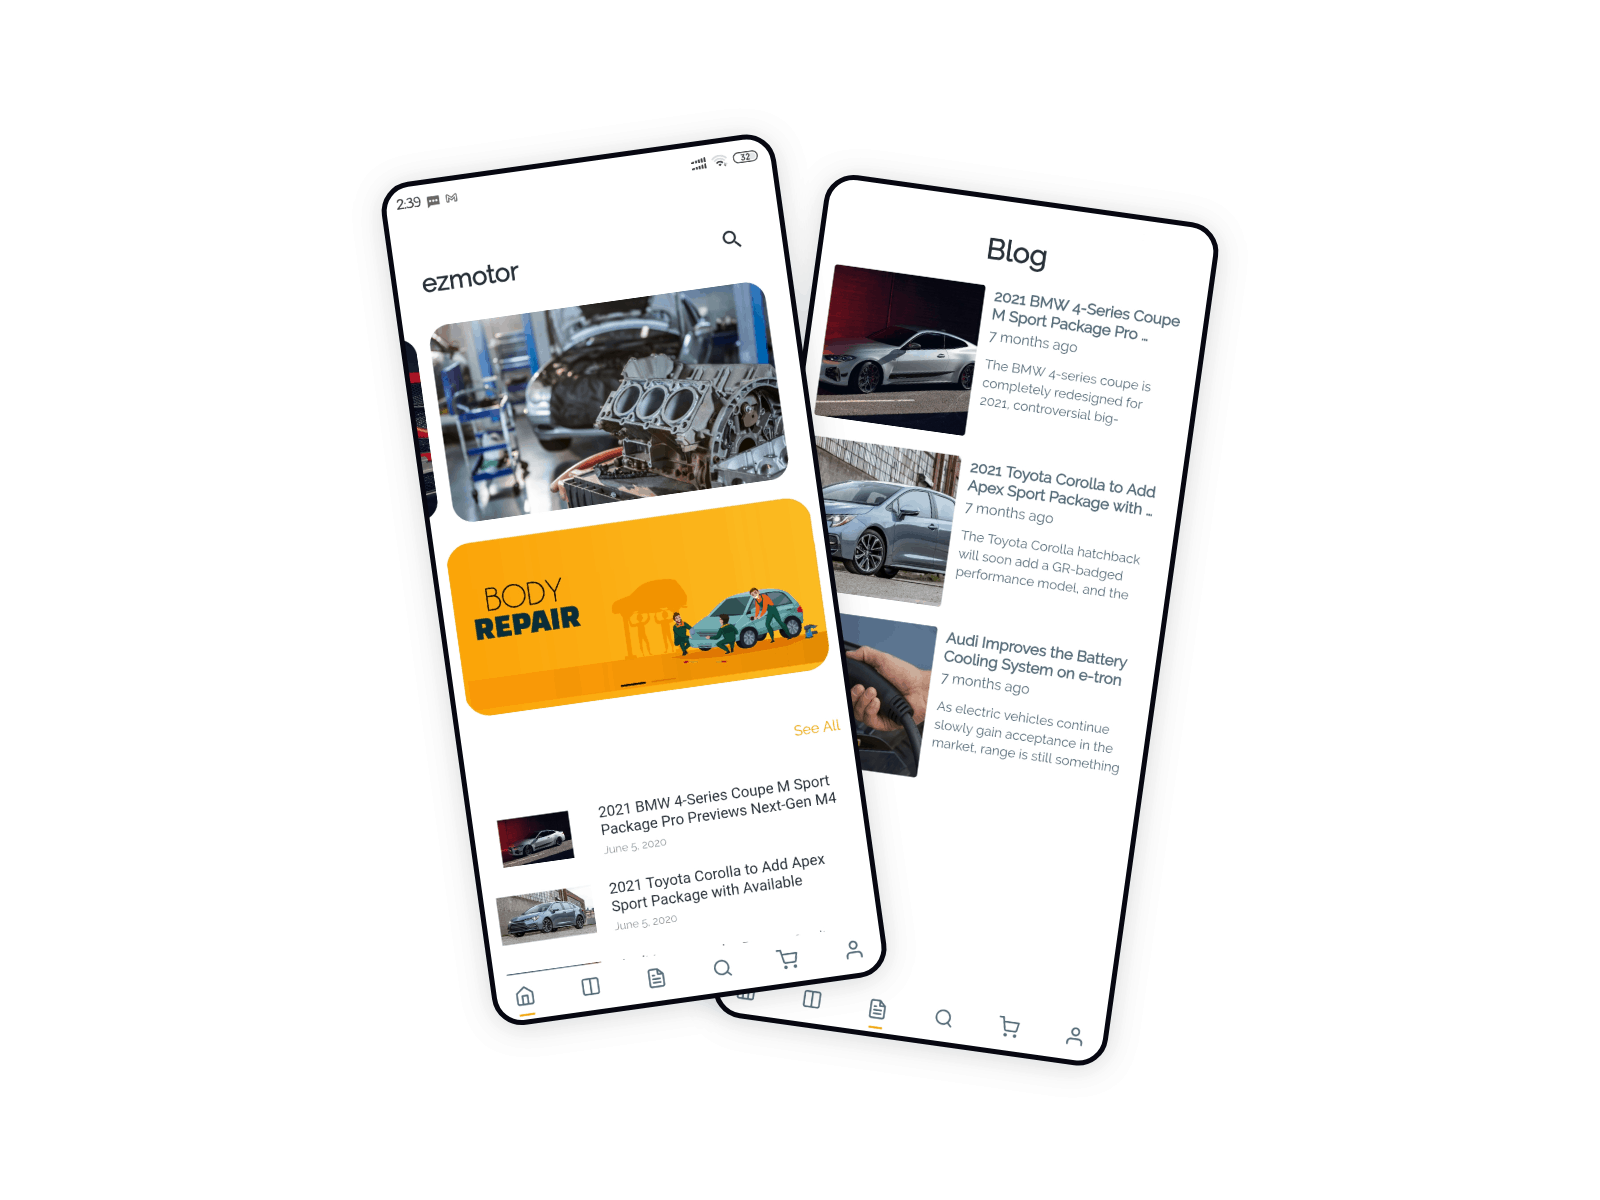 2:39
32
ezmotor
BODY
REPAIR
See All
2021 BMW 4-Series Coupe M Sport
Package Pro Previews Next-Gen M4
June 5, 2020
2021 Toyota Corolla to Add Apex
Sport Package with Available
June 5, 2020
Blog
2021 BMW 4-Series Coupe
M Sport Package Pro ...
7 months ago
The BMW 4-series coupe is
completely redesigned for
2021, controversial big-
2021 Toyota Corolla to Add
Apex Sport Package with ...
7 months ago
The Toyota Corolla hatchback
will soon add a GR-badged
performance model, and the
Audi Improves the Battery
Cooling System on e-tron
7 months ago
As electric vehicles continue
slowly gain acceptance in the
market, range is still something